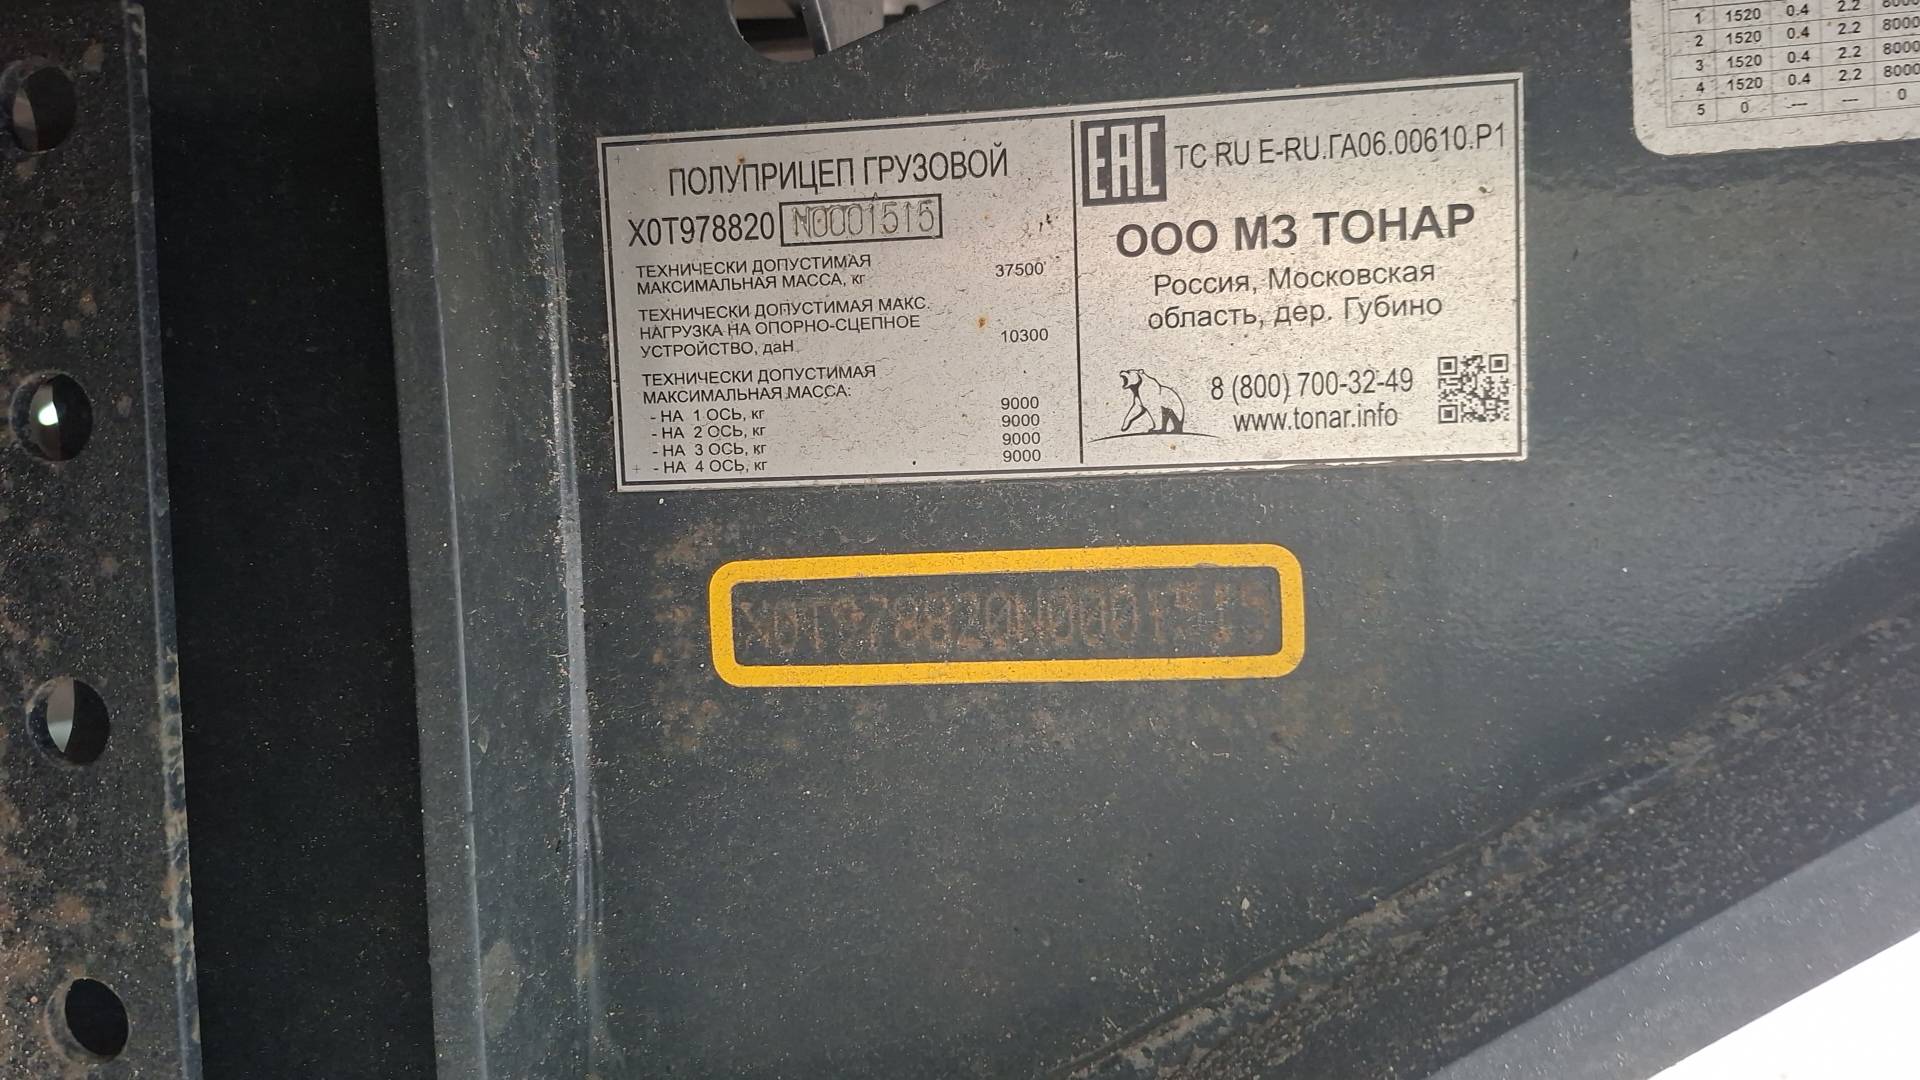 1 1520 0.4 2.2 8000
2 1520 0.4 2.2 8000
3 1520 0.4 2.2 8000
4 1520 0.4 2.2 8000
5 0 --- --- 0
ПОЛУПРИЦЕП ГРУЗОВОЙ
X0T978820 N0001515
ТЕХНИЧЕСКИ ДОПУСТИМАЯ
МАКСИМАЛЬНАЯ МАССА, кг 37500
ТЕХНИЧЕСКИ ДОПУСТИМАЯ МАКС.
НАГРУЗКА НА ОПОРНО-СЦЕПНОЕ
УСТРОЙСТВО, даН 10300
ТЕХНИЧЕСКИ ДОПУСТИМАЯ
МАКСИМАЛЬНАЯ МАССА:
- НА 1 ОСЬ, кг 9000
- НА 2 ОСЬ, кг 9000
- НА 3 ОСЬ, кг 9000
- НА 4 ОСЬ, кг 9000
EAC ТС RU E-RU.ГА06.00610.P1
ООО МЗ ТОНАР
Россия, Московская
область, дер. Губино
8 (800) 700-32-49
www.tonar.info
X0T978820N0001515